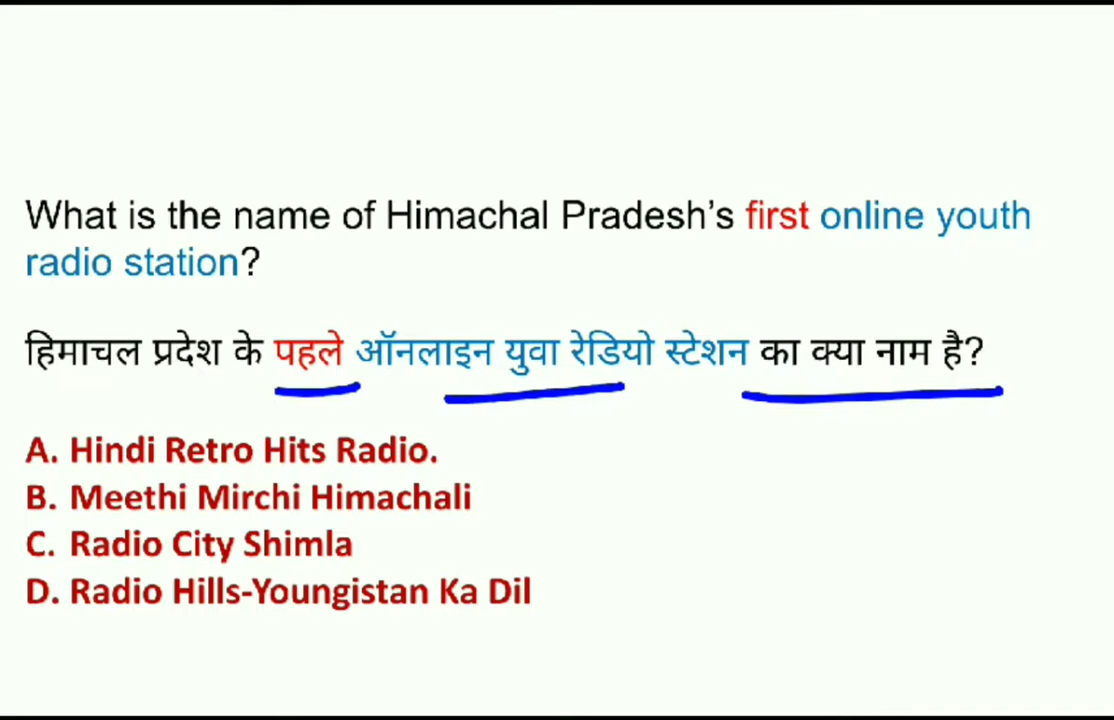 What is the name of Himachal Pradesh’s first online youth
radio station?
हिमाचल प्रदेश के पहले ऑनलाइन युवा रेडियो स्टेशन का क्या नाम है?
A. Hindi Retro Hits Radio.
B. Meethi Mirchi Himachali
C. Radio City Shimla
D. Radio Hills-Youngistan Ka Dil